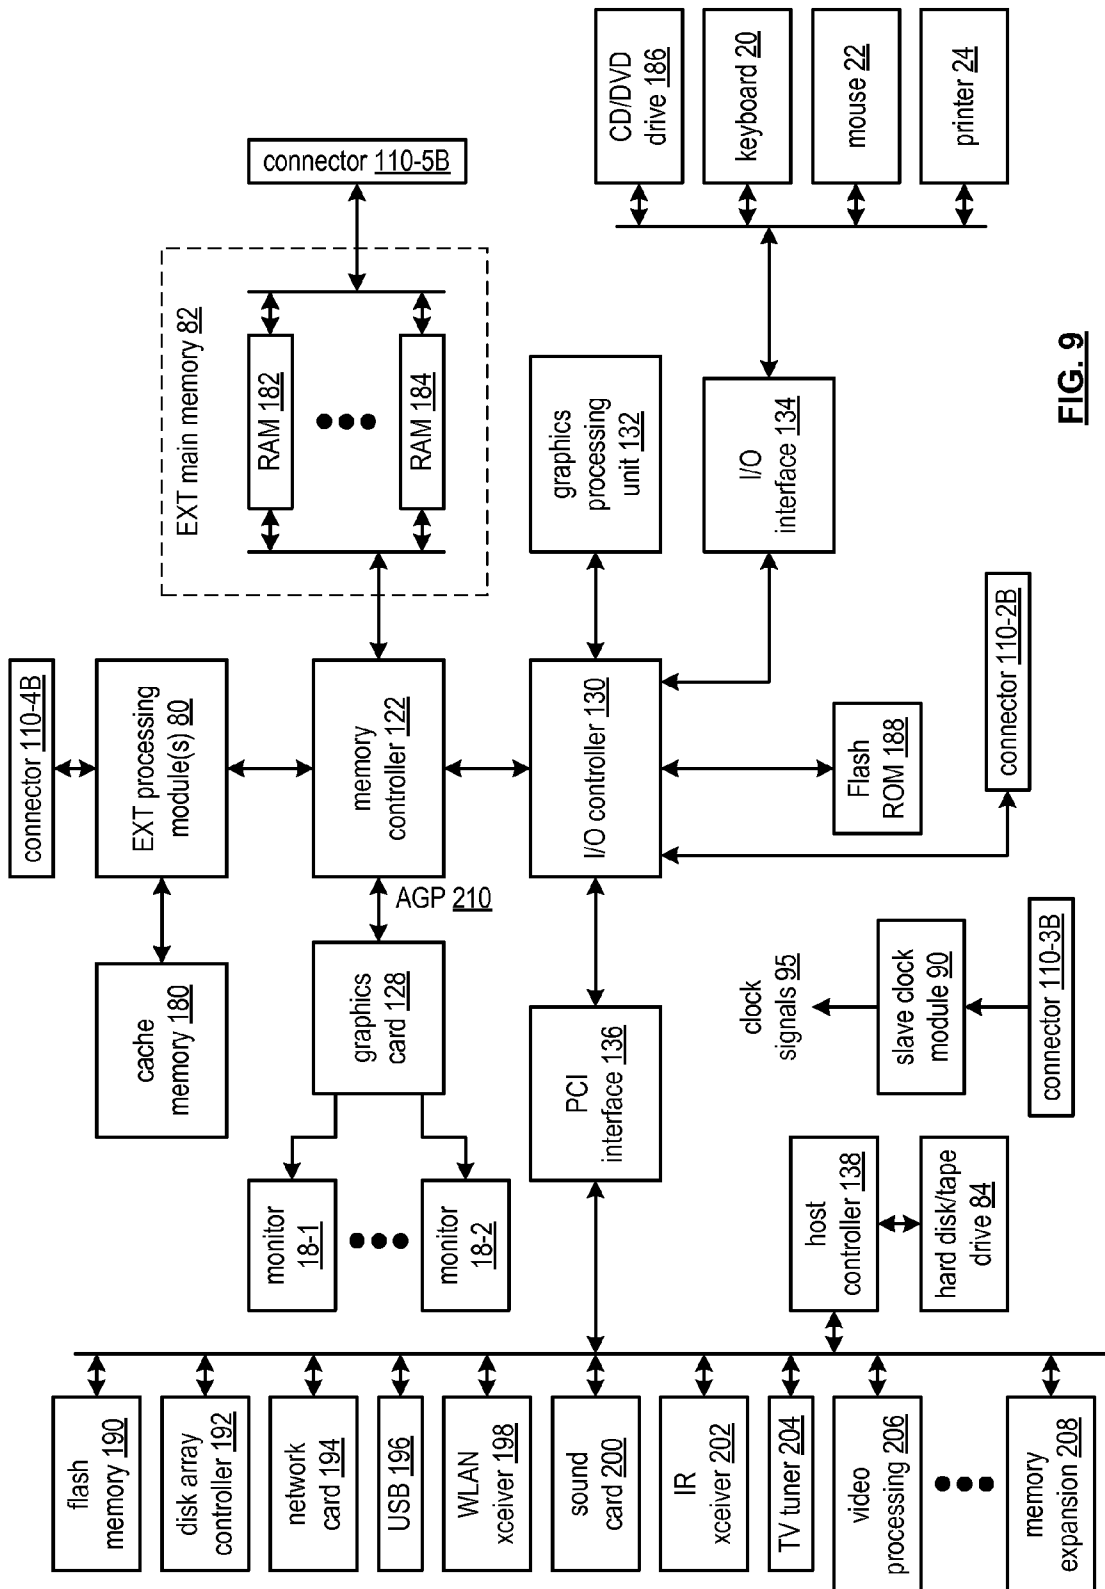 connector 110-4B
EXT processing
module(s) 80
cache
memory 180
memory
controller 122
AGP 210
graphics
card 128
monitor
18-1
monitor
18-2
EXT main memory 82
RAM 182
RAM 184
connector 110-5B
I/O controller 130
graphics
processing
unit 132
I/O
interface 134
CD/DVD
drive 186
keyboard 20
mouse 22
printer 24
Flash
ROM 188
connector 110-2B
PCI
interface 136
clock
signals 95
slave clock
module 90
connector 110-3B
host
controller 138
hard disk/tape
drive 84
flash
memory 190
disk array
controller 192
network
card 194
USB 196
WLAN
xceiver 198
sound
card 200
IR
xceiver 202
TV tuner 204
video
processing 206
memory
expansion 208
FIG. 9